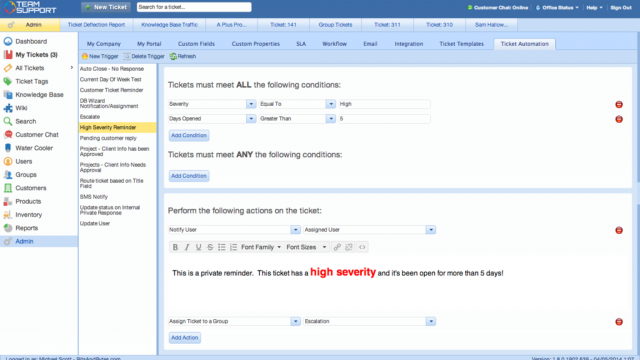 TEAM SUPPORT
New Ticket
Search for a ticket...
Customer Chat: Online
Office Status
Help
Sign Out
Admin
Ticket Deflection Report
Knowledge Base Traffic
A Plus Pro...
Ticket: 141
Group Tickets
Ticket: 311
Ticket: 310
Sam Hallow...
Dashboard
My Tickets (3)
All Tickets
Ticket Tags
Knowledge Base
Wiki
Search
Customer Chat
Water Cooler
Users
Groups
Customers
Products
Inventory
Reports
Admin
My Company
My Portal
Custom Fields
Custom Properties
SLA
Workflow
Email
Integration
Ticket Templates
Ticket Automation
New Trigger
Delete Trigger
Refresh
Auto Close - No Response
Current Day Of Week Test
Customer Ticket Reminder
DB Wizard
Notification/Assignment
Escalate
High Severity Reminder
Pending customer reply
Project - Client Info has been
Approved
Projects - Client Info Needs
Approval
Route ticket based on Title
Field
SMS Notify
Update status on Internal
Private Response
Update User
Tickets must meet ALL the following conditions:
Severity
Equal To
High
Days Opened
Greater Than
5
Add Condition
Tickets must meet ANY the following conditions:
Add Condition
Perform the following actions on the ticket:
Notify User
Assigned User
B I U S
Font Family
Font Sizes
This is a private reminder. This ticket has a high severity and it's been open for more than 5 days!
Assign Ticket to a Group
Escalation
Add Action